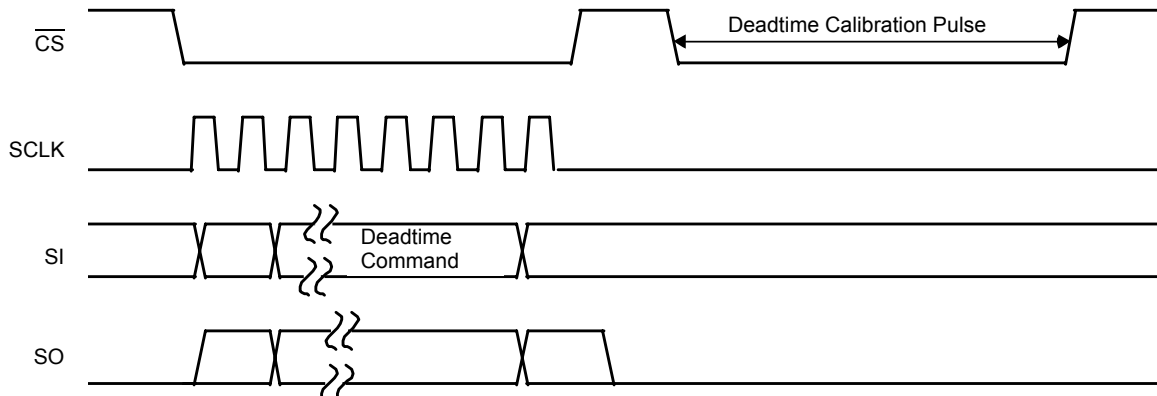 Deadtime Calibration Pulse
CS
SCLK
SI
Deadtime
Command
SO